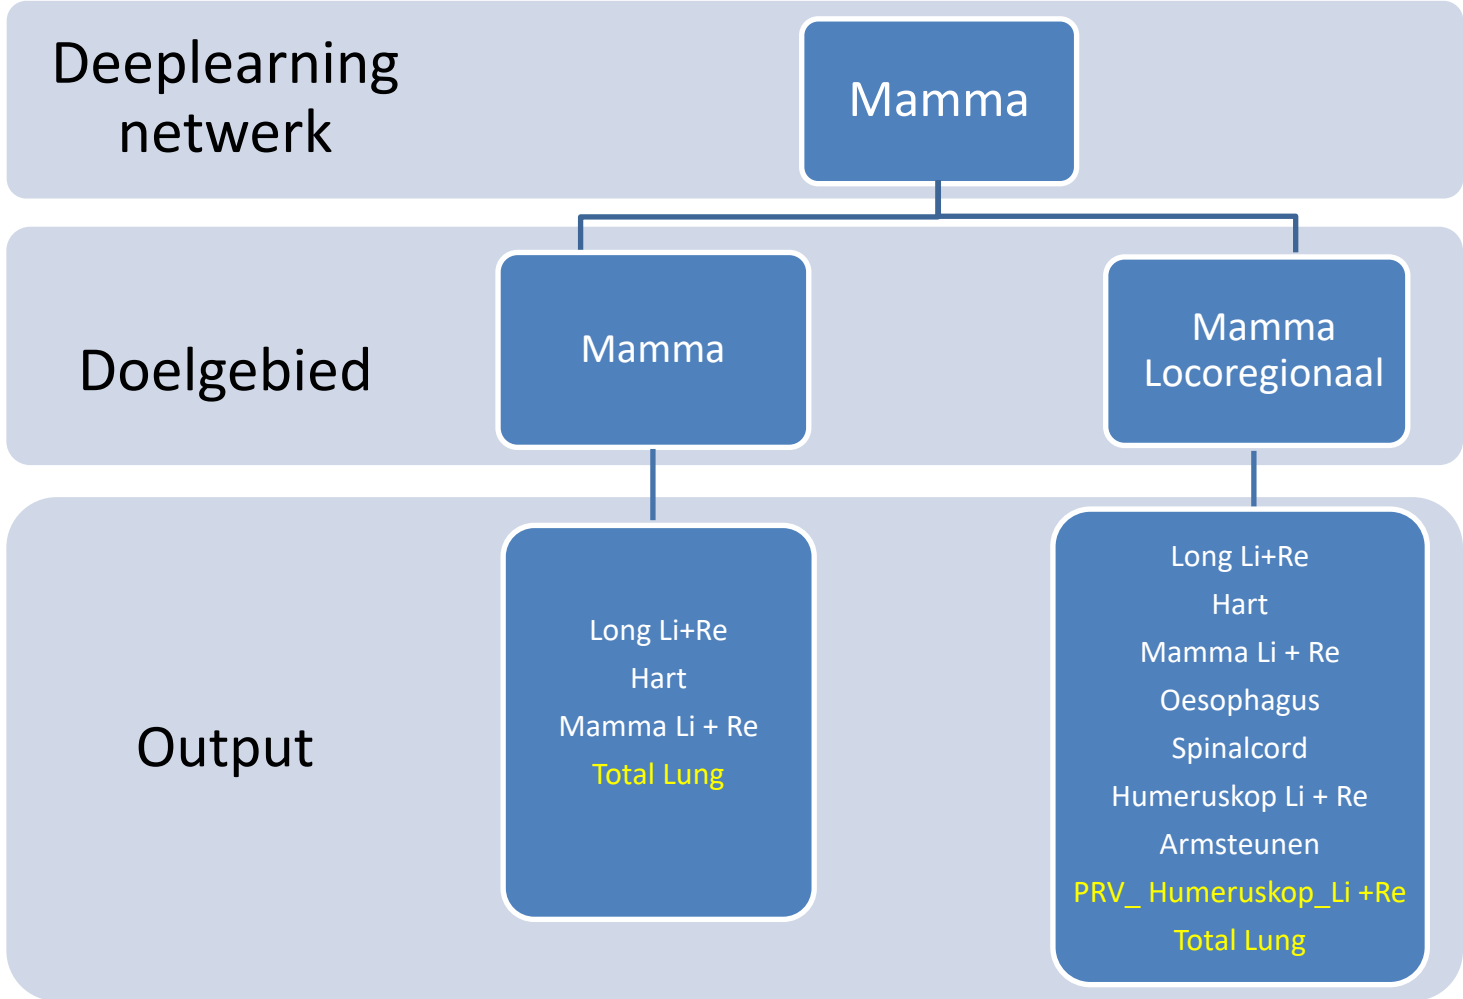 Deeplearning
netwerk
Mamma
Doelgebied
Mamma
Mamma
Locoregionaal
Output
Long Li+Re
Hart
Mamma Li + Re
Total Lung
Long Li+Re
Hart
Mamma Li + Re
Oesophagus
Spinalcord
Humeruskop Li + Re
Armsteunen
PRV_ Humeruskop_Li +Re
Total Lung